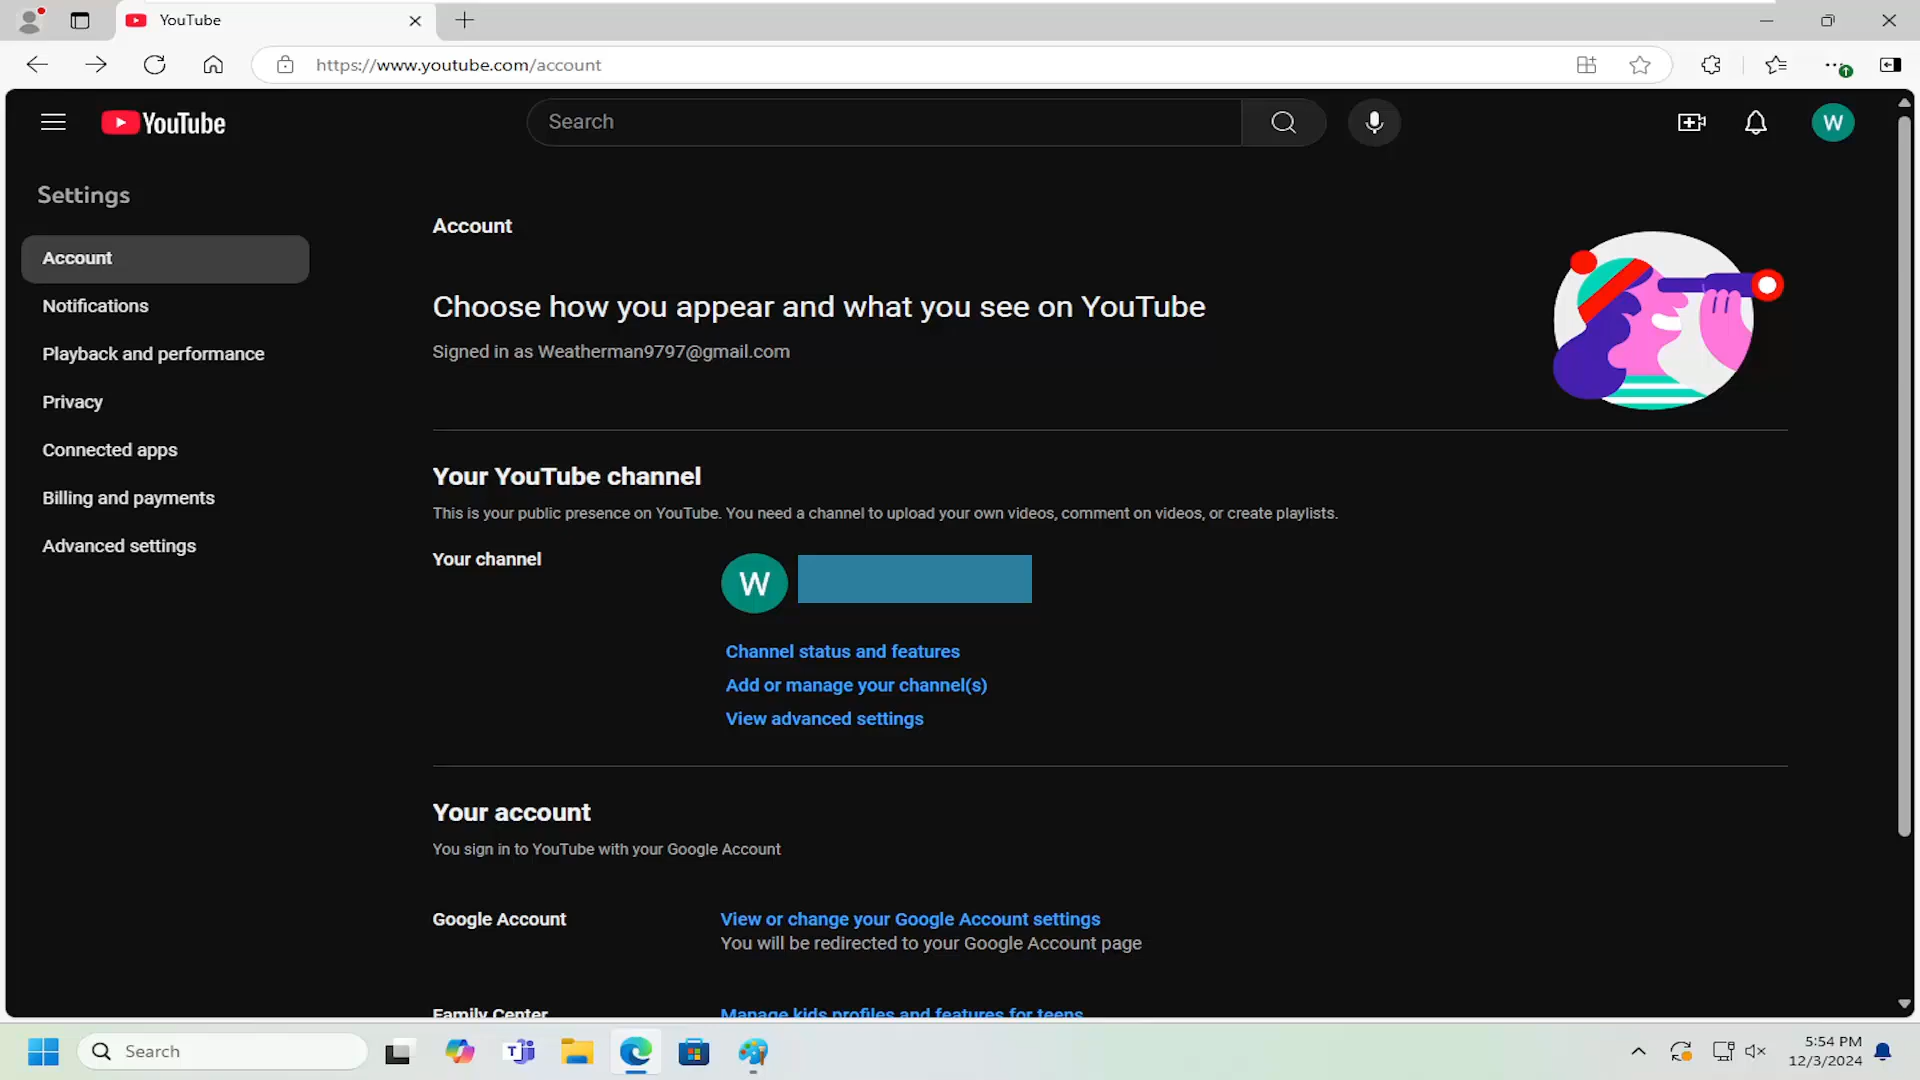 YouTube
https://www.youtube.com/account
YouTube
Search
W
Settings
Account
Notifications
Playback and performance
Privacy
Connected apps
Billing and payments
Advanced settings
Account
Choose how you appear and what you see on YouTube
Signed in as Weatherman9797@gmail.com
Your YouTube channel
This is your public presence on YouTube. You need a channel to upload your own videos, comment on videos, or create playlists.
Your channel
W
Channel status and features
Add or manage your channel(s)
View advanced settings
Your account
You sign in to YouTube with your Google Account
Google Account
View or change your Google Account settings
You will be redirected to your Google Account page
Family Center
Manage kids profiles and features for teens
Search
T
5:54 PM
12/3/2024